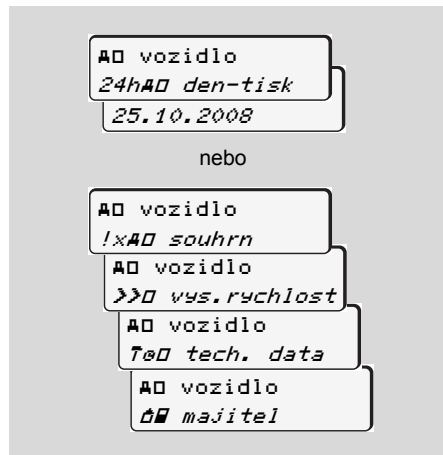 vozidlo
24h den-tisk
25.10.2008
nebo
vozidlo
!x souhrn
vozidlo
>> vys.rychlost
vozidlo
tech. data
vozidlo
majitel